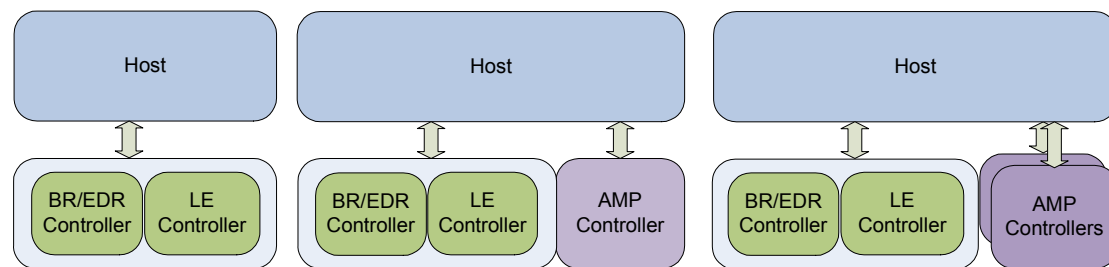 Host
Host
Host
BR/EDR
Controller
LE
Controller
BR/EDR
Controller
LE
Controller
AMP
Controller
BR/EDR
Controller
LE
Controller
AMP
Controllers